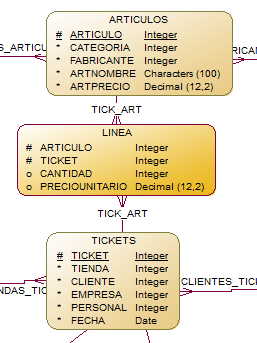 ARTICULOS
# ARTICULO Integer
S_ARTICU
* CATEGORIA Integer
* FABRICANTE Integer
RICAN
* ARTNOMBRE Characters (100)
* ARTPRECIO Decimal (12,2)
TICK_ART
LINEA
# ARTICULO Integer
# TICKET Integer
o CANTIDAD Integer
o PRECIOUNITARIO Decimal (12,2)
TICK_ART
TICKETS
# TICKET Integer
* TIENDA Integer
* CLIENTE Integer
CLIENTES_TIC
NDAS_TIC
* EMPRESA Integer
* PERSONAL Integer
* FECHA Date